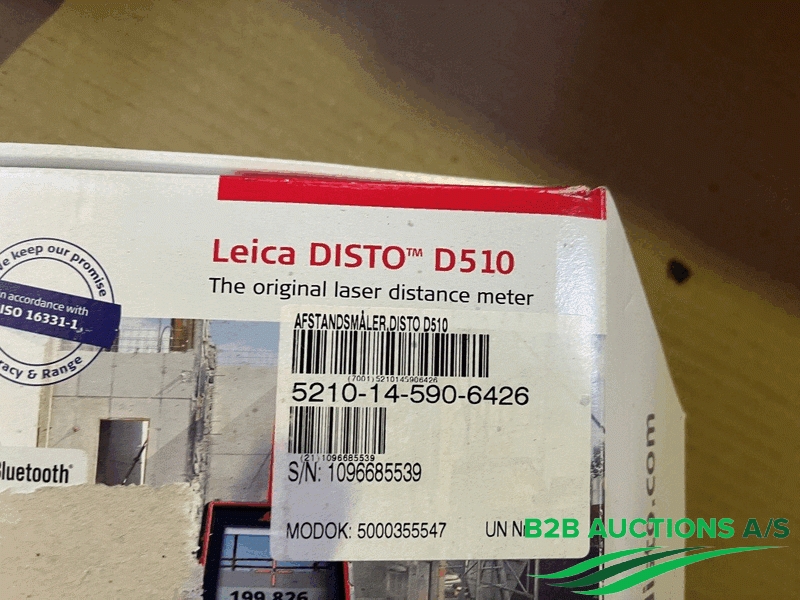 Leica DISTO™ D510
The original laser distance meter
we keep our promise
in accordance with
ISO 16331-1
& Range
Bluetooth®
AFSTANDSMÅLER,DISTO D510
(7001)5210145906426
5210-14-590-6426
(21)1096685539
S/N: 1096685539
MODOK: 5000355547
UN
199.826
B2B AUCTIONS A/S
.com